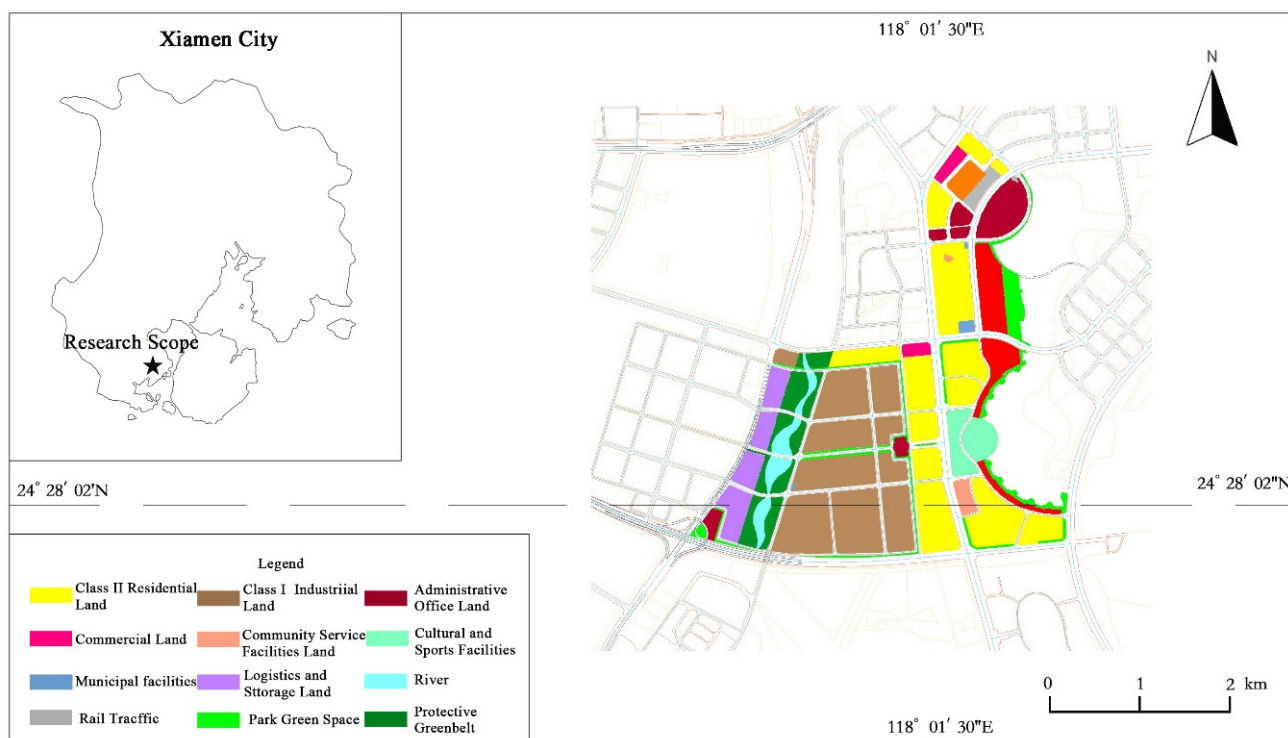 Xiamen City
Research Scope
118° 01′ 30"E
N
24° 28′ 02"N
24° 28′ 02"N
Legend
Class II Residential
Land
Class I Industriial
Land
Administrative
Office Land
Commercial Land
Community Service
Facilities Land
Cultural and
Sports Facilities
Municipal facilities
Logistics and
Sttorage Land
River
Rail Tracffic
Park Green Space
Protective
Greenbelt
0 1 2 km
118° 01′ 30"E